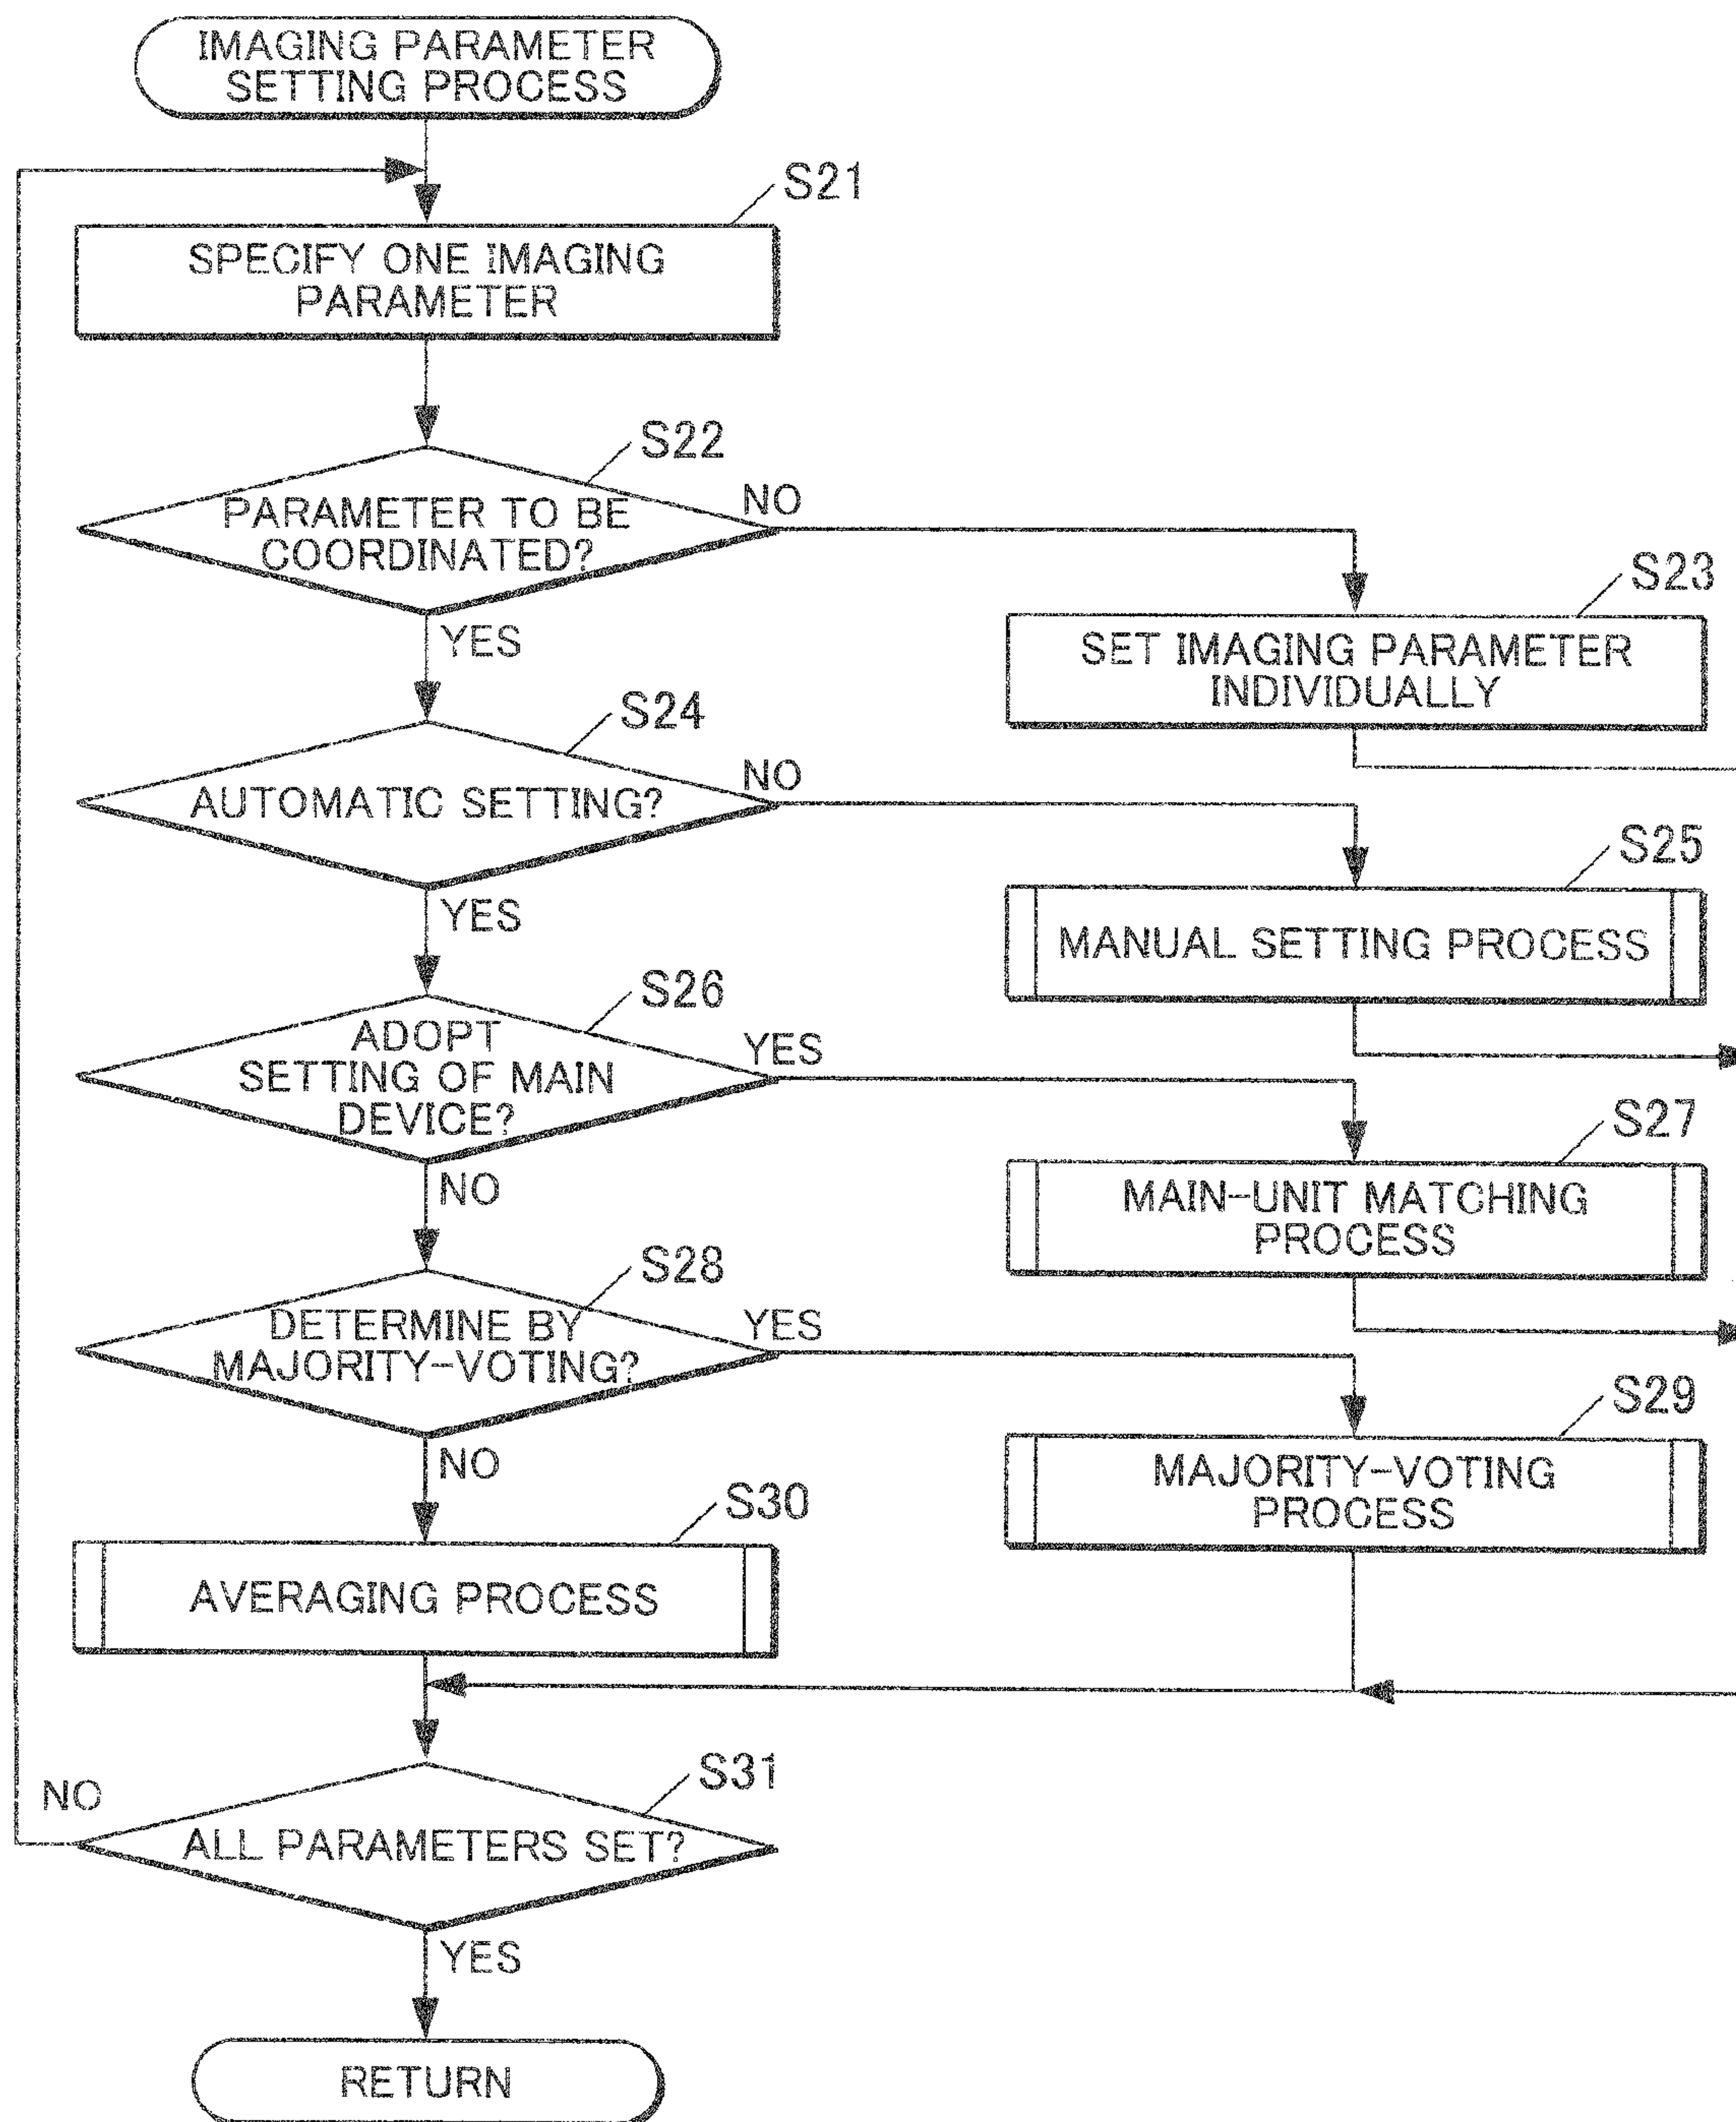 IMAGING PARAMETER
SETTING PROCESS
S21
SPECIFY ONE IMAGING
PARAMETER
S22
PARAMETER TO BE
COORDINATED?
NO
YES
S23
SET IMAGING PARAMETER
INDIVIDUALLY
S24
AUTOMATIC SETTING?
NO
YES
S25
MANUAL SETTING PROCESS
S26
ADOPT
SETTING OF MAIN
DEVICE?
YES
NO
S27
MAIN-UNIT MATCHING
PROCESS
S28
DETERMINE BY
MAJORITY-VOTING?
YES
NO
S29
MAJORITY-VOTING
PROCESS
S30
AVERAGING PROCESS
S31
ALL PARAMETERS SET?
NO
YES
RETURN